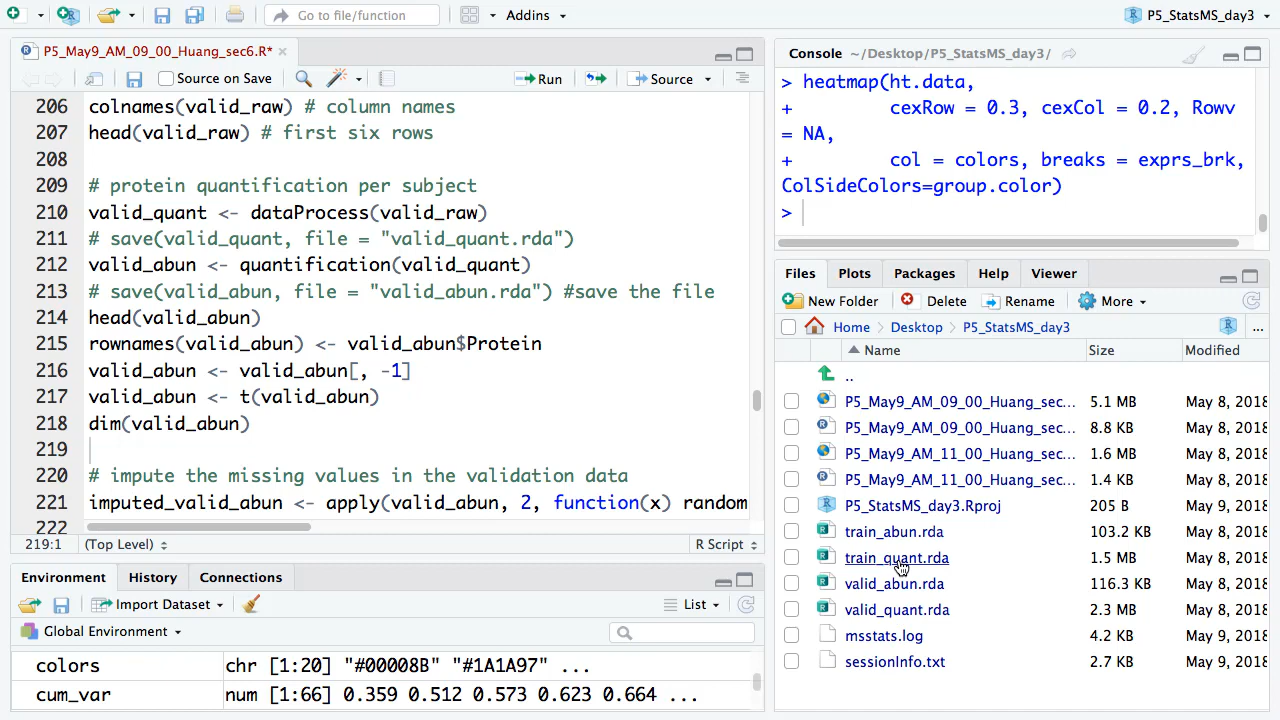 Go to file/function
Addins
P5_StatsMS_day3
P5_May9_AM_09_00_Huang_sec6.R*
Source on Save
Run
Source
206 colnames(valid_raw) # column names
207 head(valid_raw) # first six rows
208
209 # protein quantification per subject
210 valid_quant <- dataProcess(valid_raw)
211 # save(valid_quant, file = "valid_quant.rda")
212 valid_abun <- quantification(valid_quant)
213 # save(valid_abun, file = "valid_abun.rda") #save the file
214 head(valid_abun)
215 rownames(valid_abun) <- valid_abun$Protein
216 valid_abun <- valid_abun[, -1]
217 valid_abun <- t(valid_abun)
218 dim(valid_abun)
219
220 # impute the missing values in the validation data
221 imputed_valid_abun <- apply(valid_abun, 2, function(x) random
222
219:1 (Top Level) R Script
Environment History Connections
Import Dataset List
Global Environment
colors chr [1:20] "#00008B" "#1A1A97" ...
cum_var num [1:66] 0.359 0.512 0.573 0.623 0.664 ...
Console ~/Desktop/P5_StatsMS_day3/
> heatmap(ht.data,
+ cexRow = 0.3, cexCol = 0.2, Rowv
= NA,
+ col = colors, breaks = exprs_brk,
ColSideColors=group.color)
>
Files Plots Packages Help Viewer
New Folder Delete Rename More
Home Desktop P5_StatsMS_day3 ...
Name Size Modified
..
P5_May9_AM_09_00_Huang_sec... 5.1 MB May 8, 2018
P5_May9_AM_09_00_Huang_sec... 8.8 KB May 8, 2018
P5_May9_AM_11_00_Huang_sec... 1.6 MB May 8, 2018
P5_May9_AM_11_00_Huang_sec... 1.4 KB May 8, 2018
P5_StatsMS_day3.Rproj 205 B May 9, 2018
train_abun.rda 103.2 KB May 8, 2018
train_quant.rda 1.5 MB May 8, 2018
valid_abun.rda 116.3 KB May 8, 2018
valid_quant.rda 2.3 MB May 8, 2018
msstats.log 4.2 KB May 9, 2018
sessionInfo.txt 2.7 KB May 9, 2018